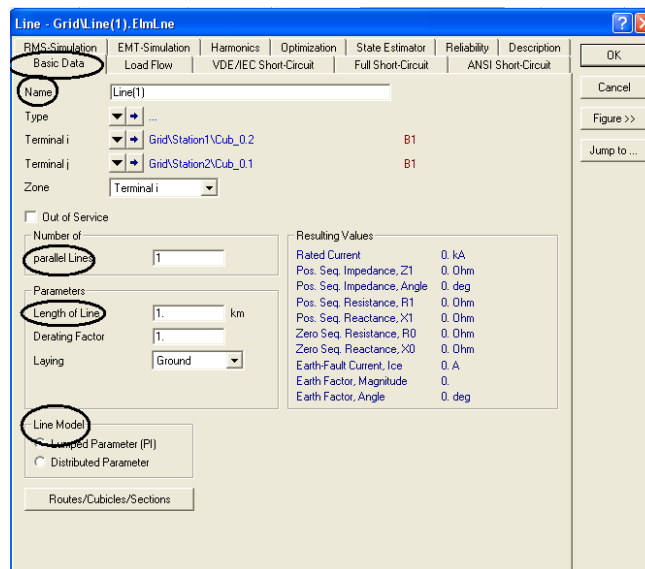 Line - Grid\Line(1).ElmLne
RMS-Simulation EMT-Simulation Harmonics Optimization State Estimator Reliability Description
Basic Data Load Flow VDE/IEC Short-Circuit Full Short-Circuit ANSI Short-Circuit
OK
Cancel
Figure >>
Jump to ...
Name Line(1)
Type ...
Terminal i Grid\Station1\Cub_0.2 B1
Terminal j Grid\Station2\Cub_0.1 B1
Zone Terminal i
Out of Service
Number of
parallel Lines 1
Parameters
Length of Line 1. km
Derating Factor 1.
Laying Ground
Resulting Values
Rated Current 0. kA
Pos. Seq. Impedance, Z1 0. Ohm
Pos. Seq. Impedance, Angle 0. deg
Pos. Seq. Resistance, R1 0. Ohm
Pos. Seq. Reactance, X1 0. Ohm
Zero Seq. Resistance, R0 0. Ohm
Zero Seq. Reactance, X0 0. Ohm
Earth-Fault Current, Ice 0. A
Earth Factor, Magnitude 0.
Earth Factor, Angle 0. deg
Line Model
Lumped Parameter (PI)
Distributed Parameter
Routes/Cubicles/Sections